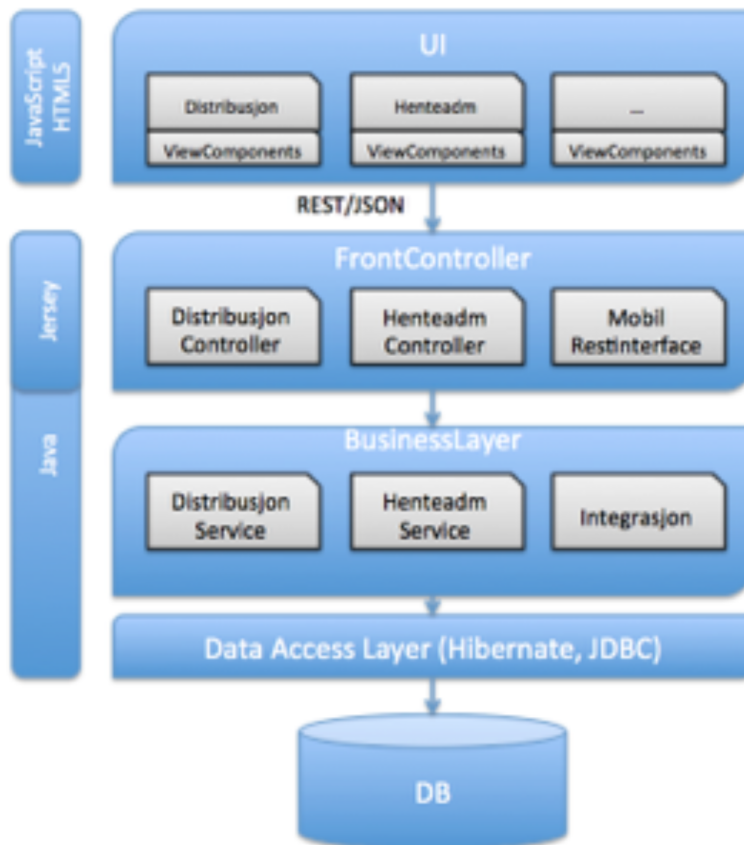 JavaScript
HTML5
UI
Distribusjon
Henteadm
...
ViewComponents
ViewComponents
ViewComponents
REST/JSON
Jersey
FrontController
Distribusjon
Controller
Henteadm
Controller
Mobil
Restinterface
Java
BusinessLayer
Distribusjon
Service
Henteadm
Service
Integrasjon
Data Access Layer (Hibernate, JDBC)
DB